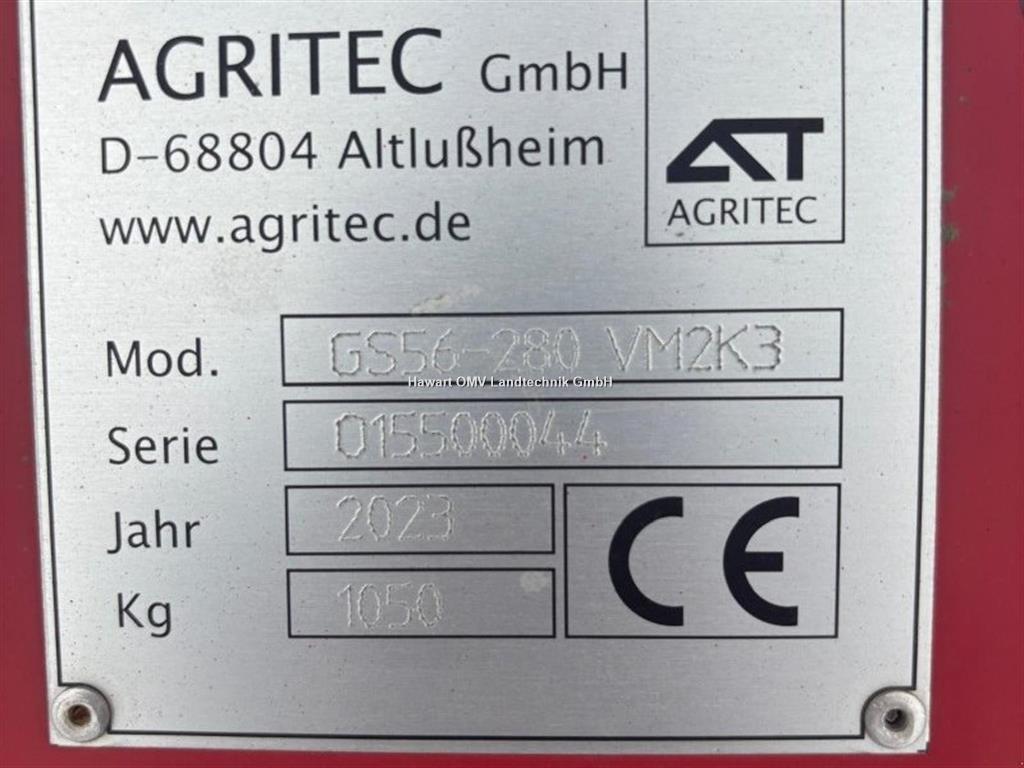 AGRITEC GmbH
D-68804 Altlußheim
www.agritec.de
AT
AGRITEC
Mod. GS56-280 VM2K3
Hawart OMV Landtechnik GmbH
Serie 015500044
Jahr 2023
CE
Kg 1050